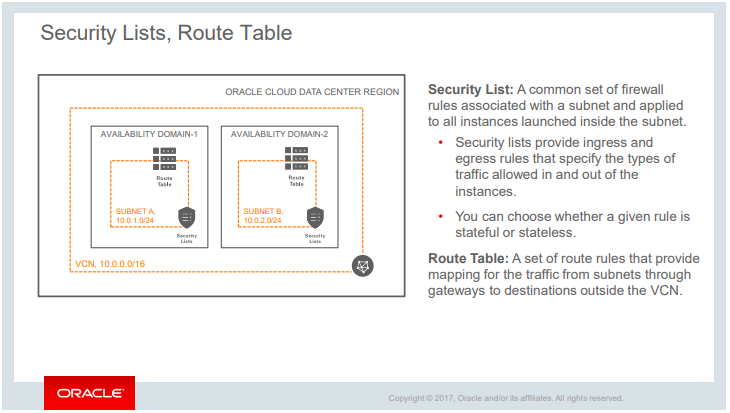 Security Lists, Route Table
ORACLE CLOUD DATA CENTER REGION
AVAILABILITY DOMAIN-1
Route
Table
SUBNET A,
10.0.1.0/24
Security
Lists
AVAILABILITY DOMAIN-2
Route
Table
SUBNET B,
10.0.2.0/24
Security
Lists
VCN, 10.0.0.0/16
Security List: A common set of firewall
rules associated with a subnet and applied
to all instances launched inside the subnet.
• Security lists provide ingress and
egress rules that specify the types of
traffic allowed in and out of the
instances.
• You can choose whether a given rule is
stateful or stateless.
Route Table: A set of route rules that provide
mapping for the traffic from subnets through
gateways to destinations outside the VCN.
ORACLE
Copyright © 2017, Oracle and/or its affiliates. All rights reserved.